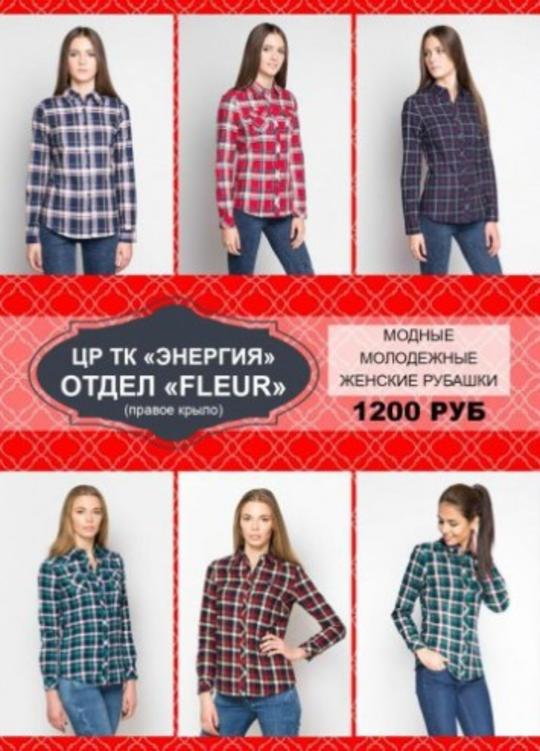 ЦР ТК «ЭНЕРГИЯ»
ОТДЕЛ «FLEUR»
(правое крыло)
МОДНЫЕ
МОЛОДЕЖНЫЕ
ЖЕНСКИЕ РУБАШКИ
1200 РУБ